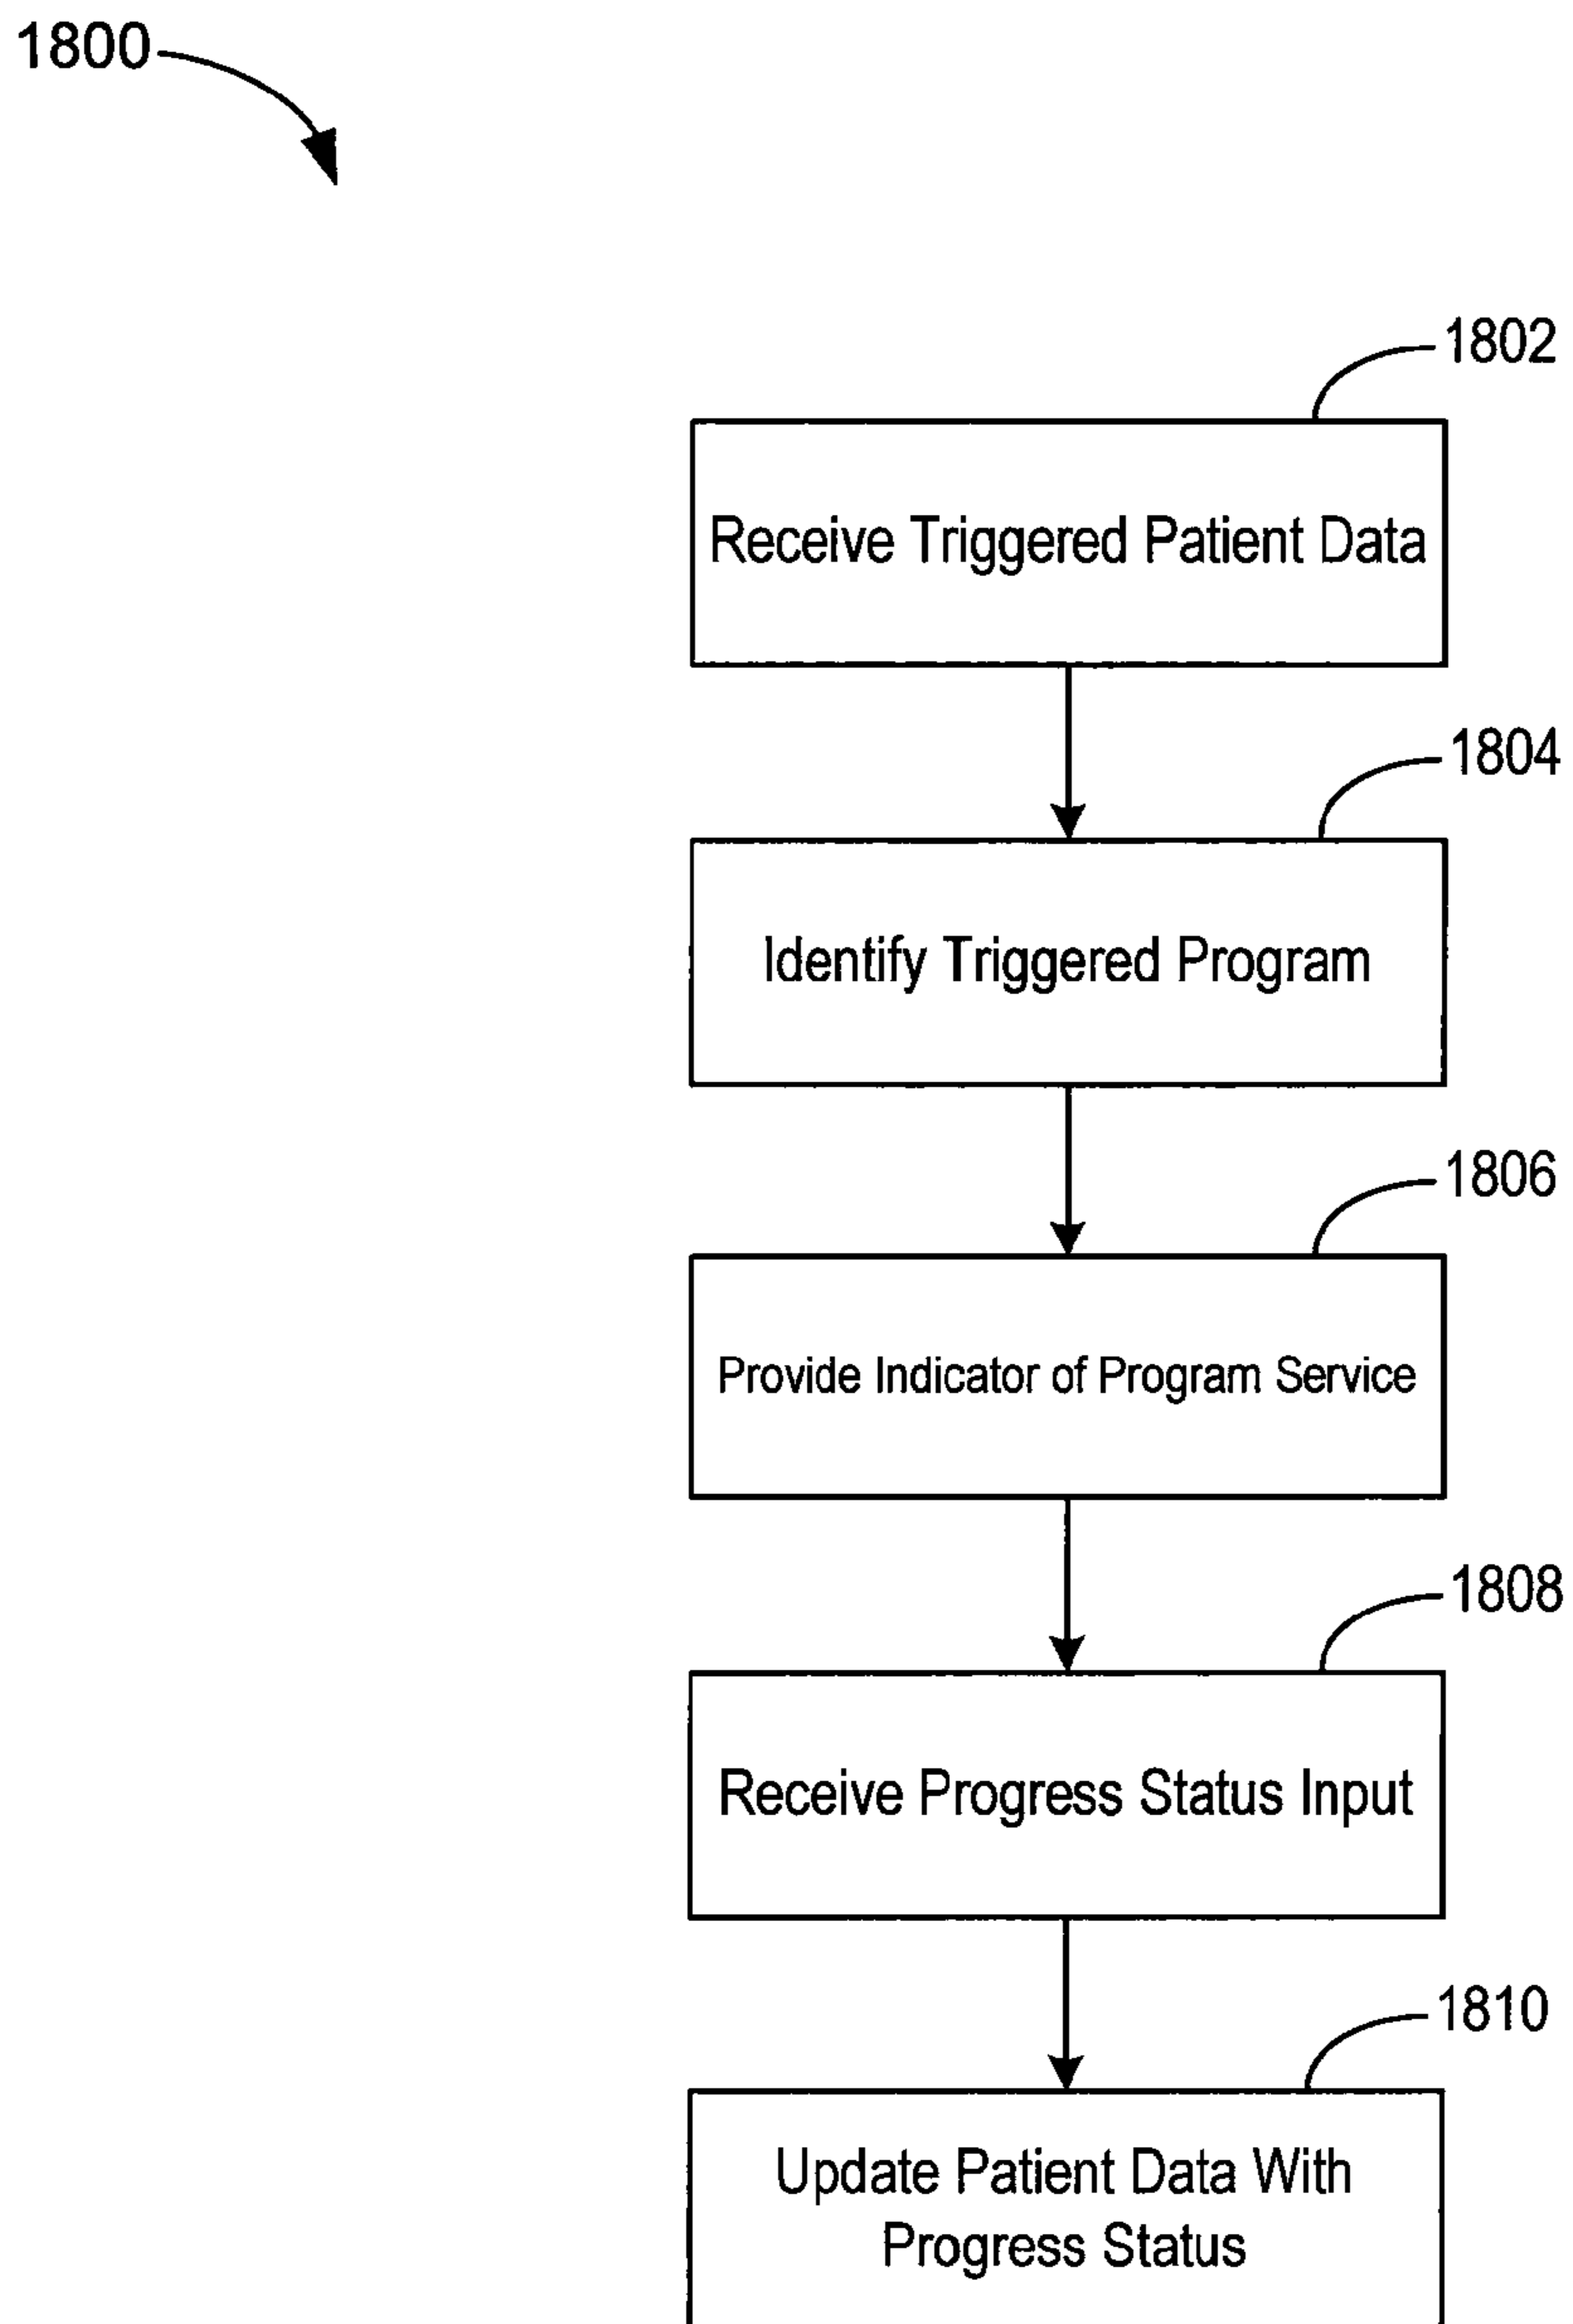 1800
1802
Receive Triggered Patient Data
1804
Identify Triggered Program
1806
Provide Indicator of Program Service
1808
Receive Progress Status Input
1810
Update Patient Data With
Progress Status